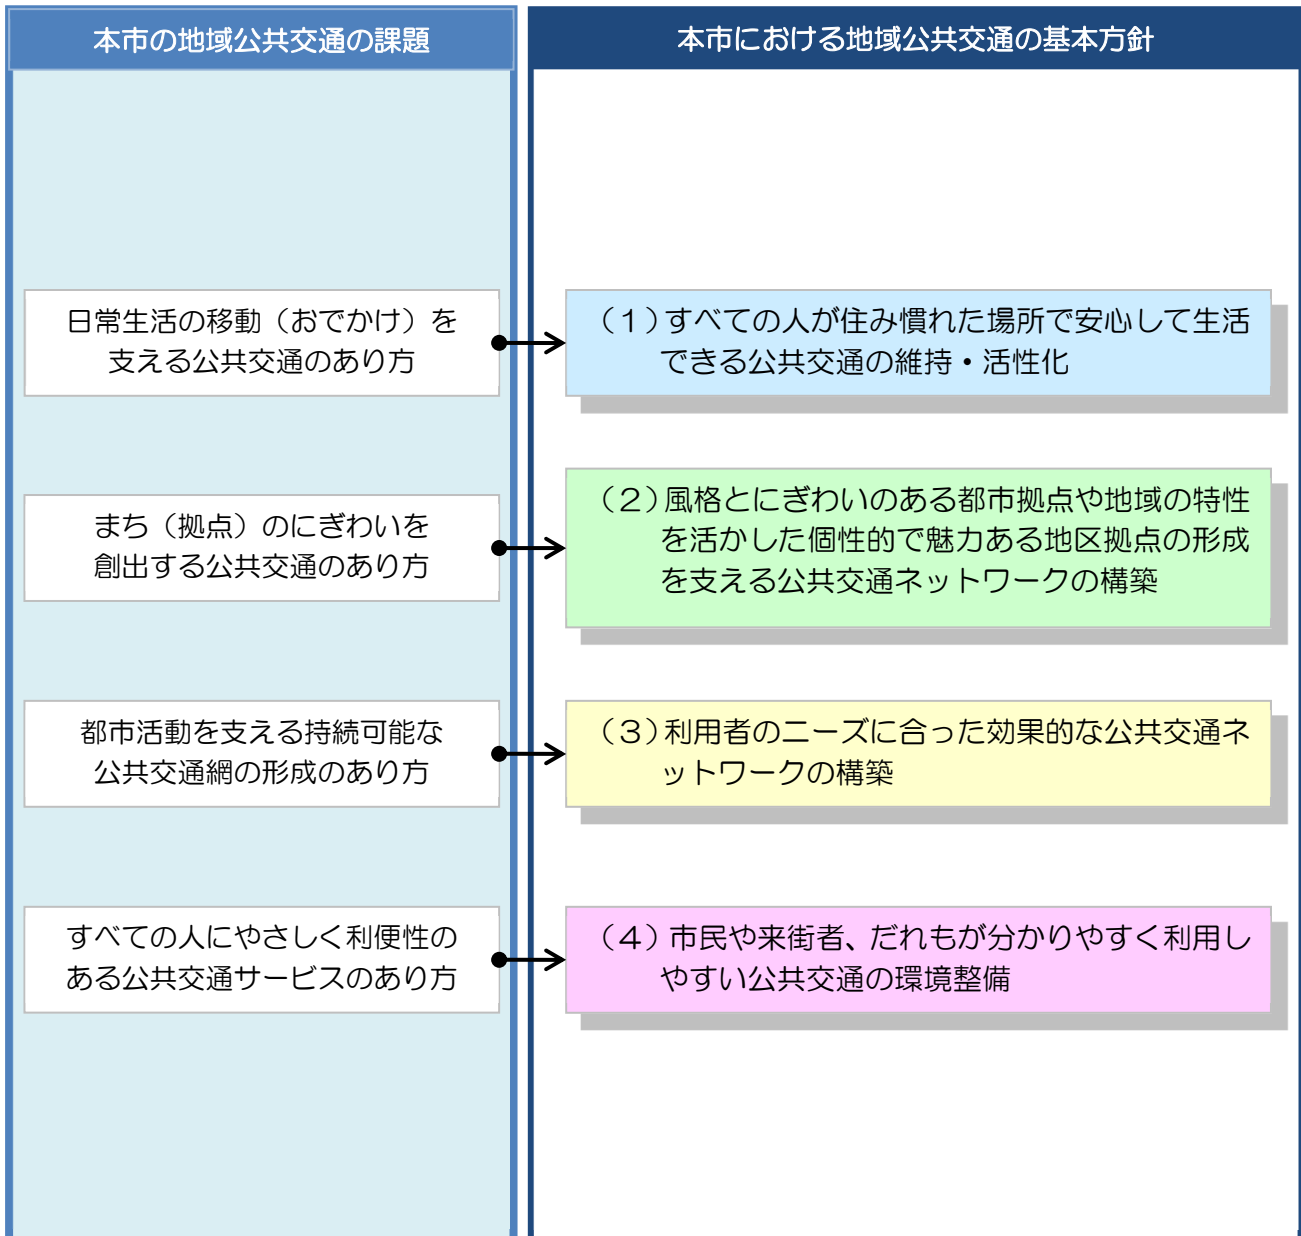 本市の地域公共交通の課題
本市における地域公共交通の基本方針
日常生活の移動（おでかけ）を
支える公共交通のあり方
（１）すべての人が住み慣れた場所で安心して生活
できる公共交通の維持・活性化
まち（拠点）のにぎわいを
創出する公共交通のあり方
（２）風格とにぎわいのある都市拠点や地域の特性
を活かした個性的で魅力ある地区拠点の形成
を支える公共交通ネットワークの構築
都市活動を支える持続可能な
公共交通網の形成のあり方
（３）利用者のニーズに合った効果的な公共交通ネ
ットワークの構築
すべての人にやさしく利便性の
ある公共交通サービスのあり方
（４）市民や来街者、だれもが分かりやすく利用し
やすい公共交通の環境整備